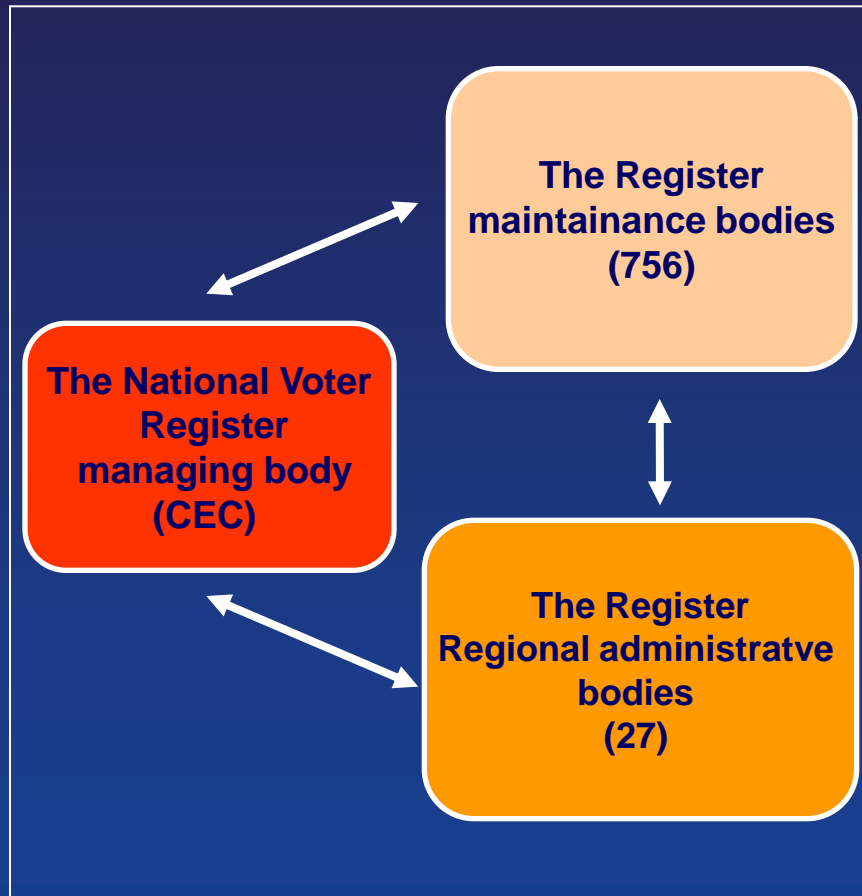 The Register
maintainance bodies
(756)
The National Voter
Register
managing body
(CEC)
The Register
Regional administratve
bodies
(27)